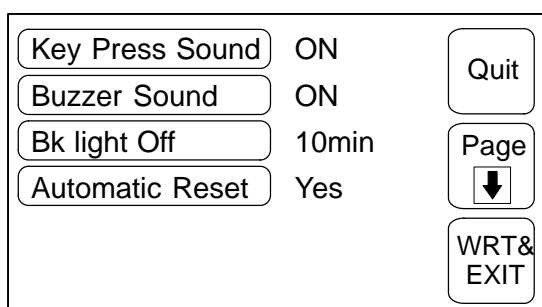 Key Press Sound ON
Buzzer Sound ON
Bk light Off 10min
Automatic Reset Yes
Quit
Page
WRT&
EXIT